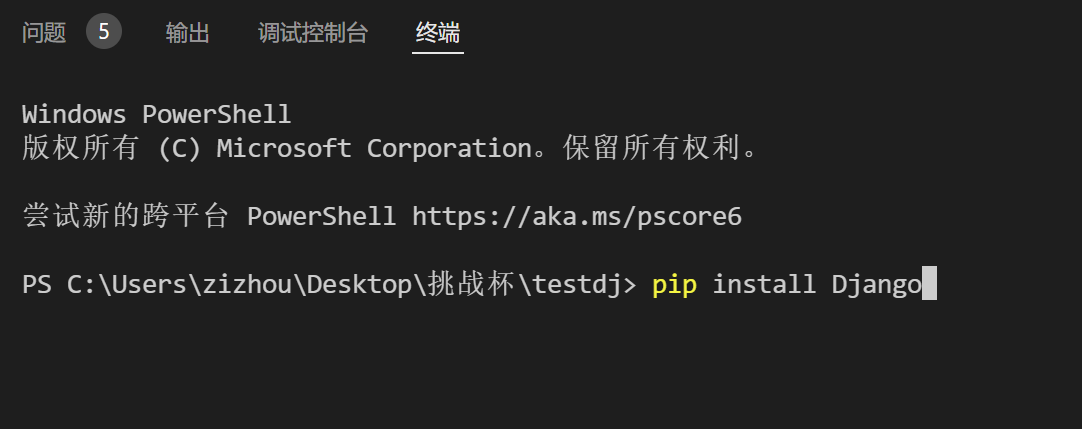 问题 5 输出 调试控制台 终端
Windows PowerShell
版权所有 (C) Microsoft Corporation。保留所有权利。
尝试新的跨平台 PowerShell https://aka.ms/pscore6
PS C:\Users\zizhou\Desktop\挑战杯\testdj> pip install Django